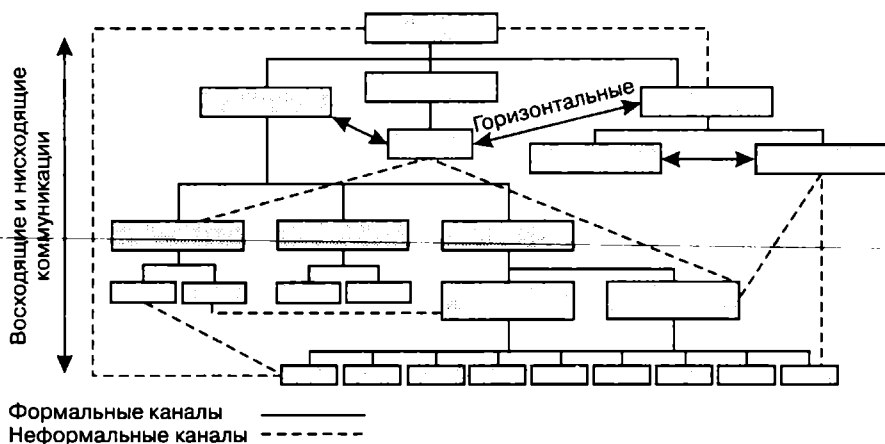 Восходящие и нисходящие
коммуникации
Горизонтальные
Формальные каналы
Неформальные каналы